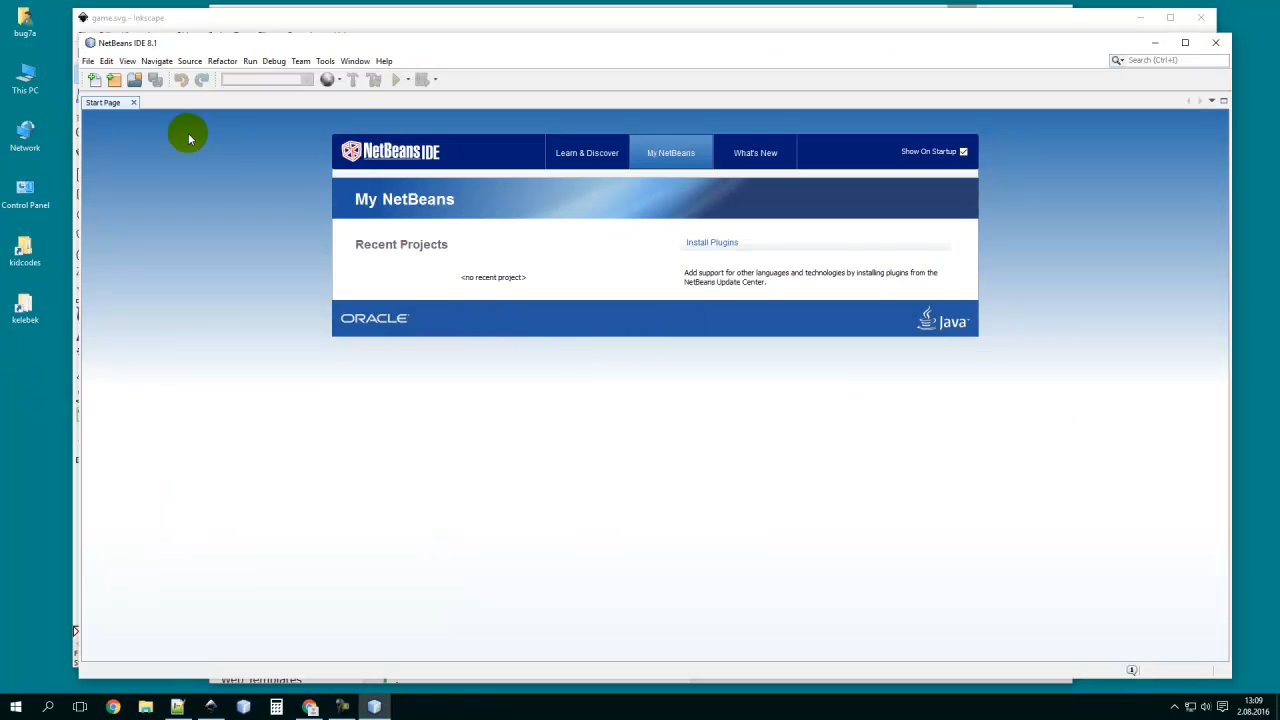 game.svg - Inkscape
bug7a
NetBeans IDE 8.1
File Edit View Navigate Source Refactor Run Debug Team Tools Window Help
Search (Ctrl+I)
This PC
Start Page
NetBeans IDE
Learn & Discover
My NetBeans
What's New
Show On Startup
Network
My NetBeans
Control Panel
Recent Projects
Install Plugins
kidcodes
<no recent project>
Add support for other languages and technologies by installing plugins from the
NetBeans Update Center.
kelebek
ORACLE
Java
Web Templates
13:09
2.08.2016